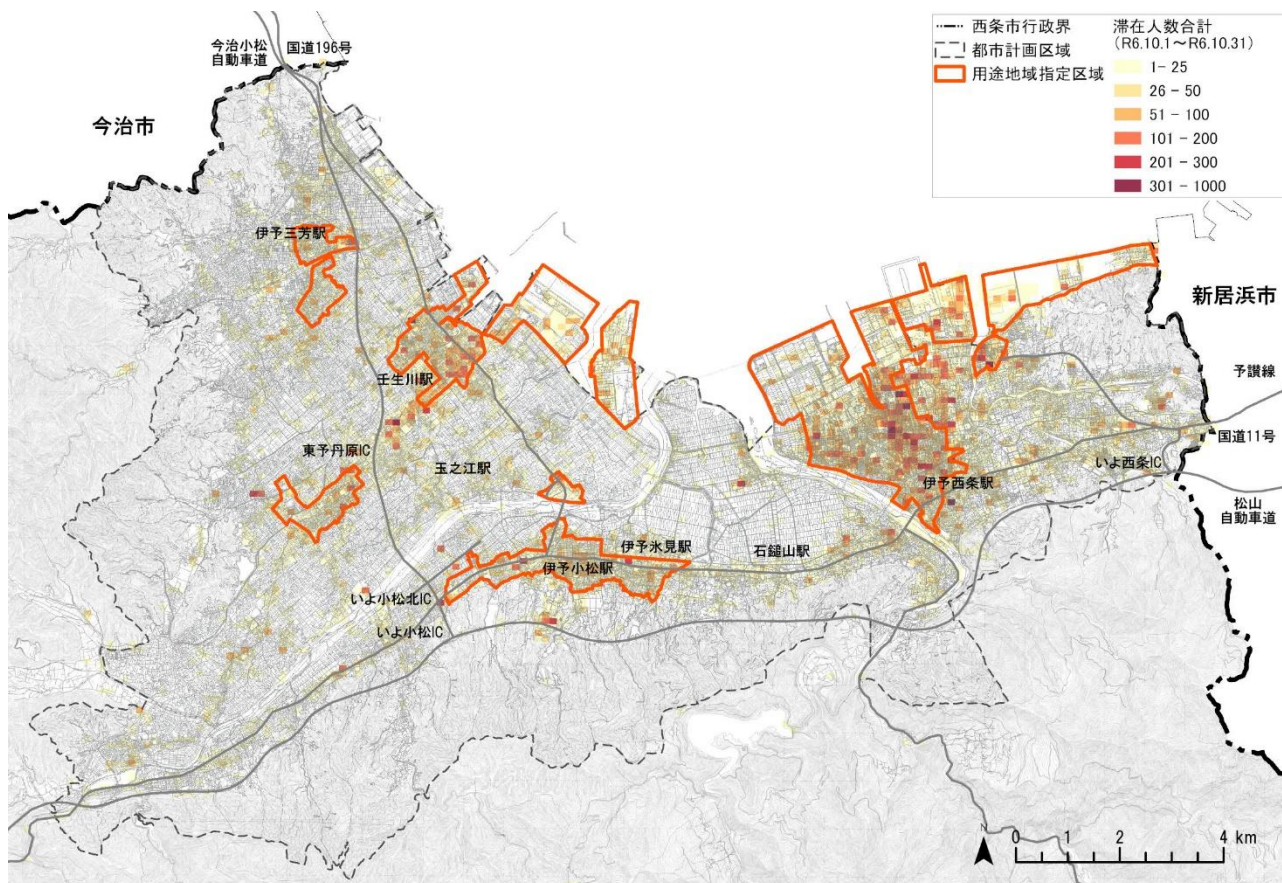 今治小松
自動車道
国道196号
今治市
西条市行政界
都市計画区域
用途地域指定区域
滞在人数合計
（R6.10.1～R6.10.31）
1- 25
26 - 50
51 - 100
101 - 200
201 - 300
301 - 1000
伊予三芳駅
新居浜市
壬生川駅
予讃線
国道11号
東予丹原IC
玉之江駅
いよ西条IC
伊予西条駅
松山
自動車道
伊予氷見駅
石鎚山駅
伊予小松駅
いよ小松北IC
いよ小松IC
N
0 1 2 4 km